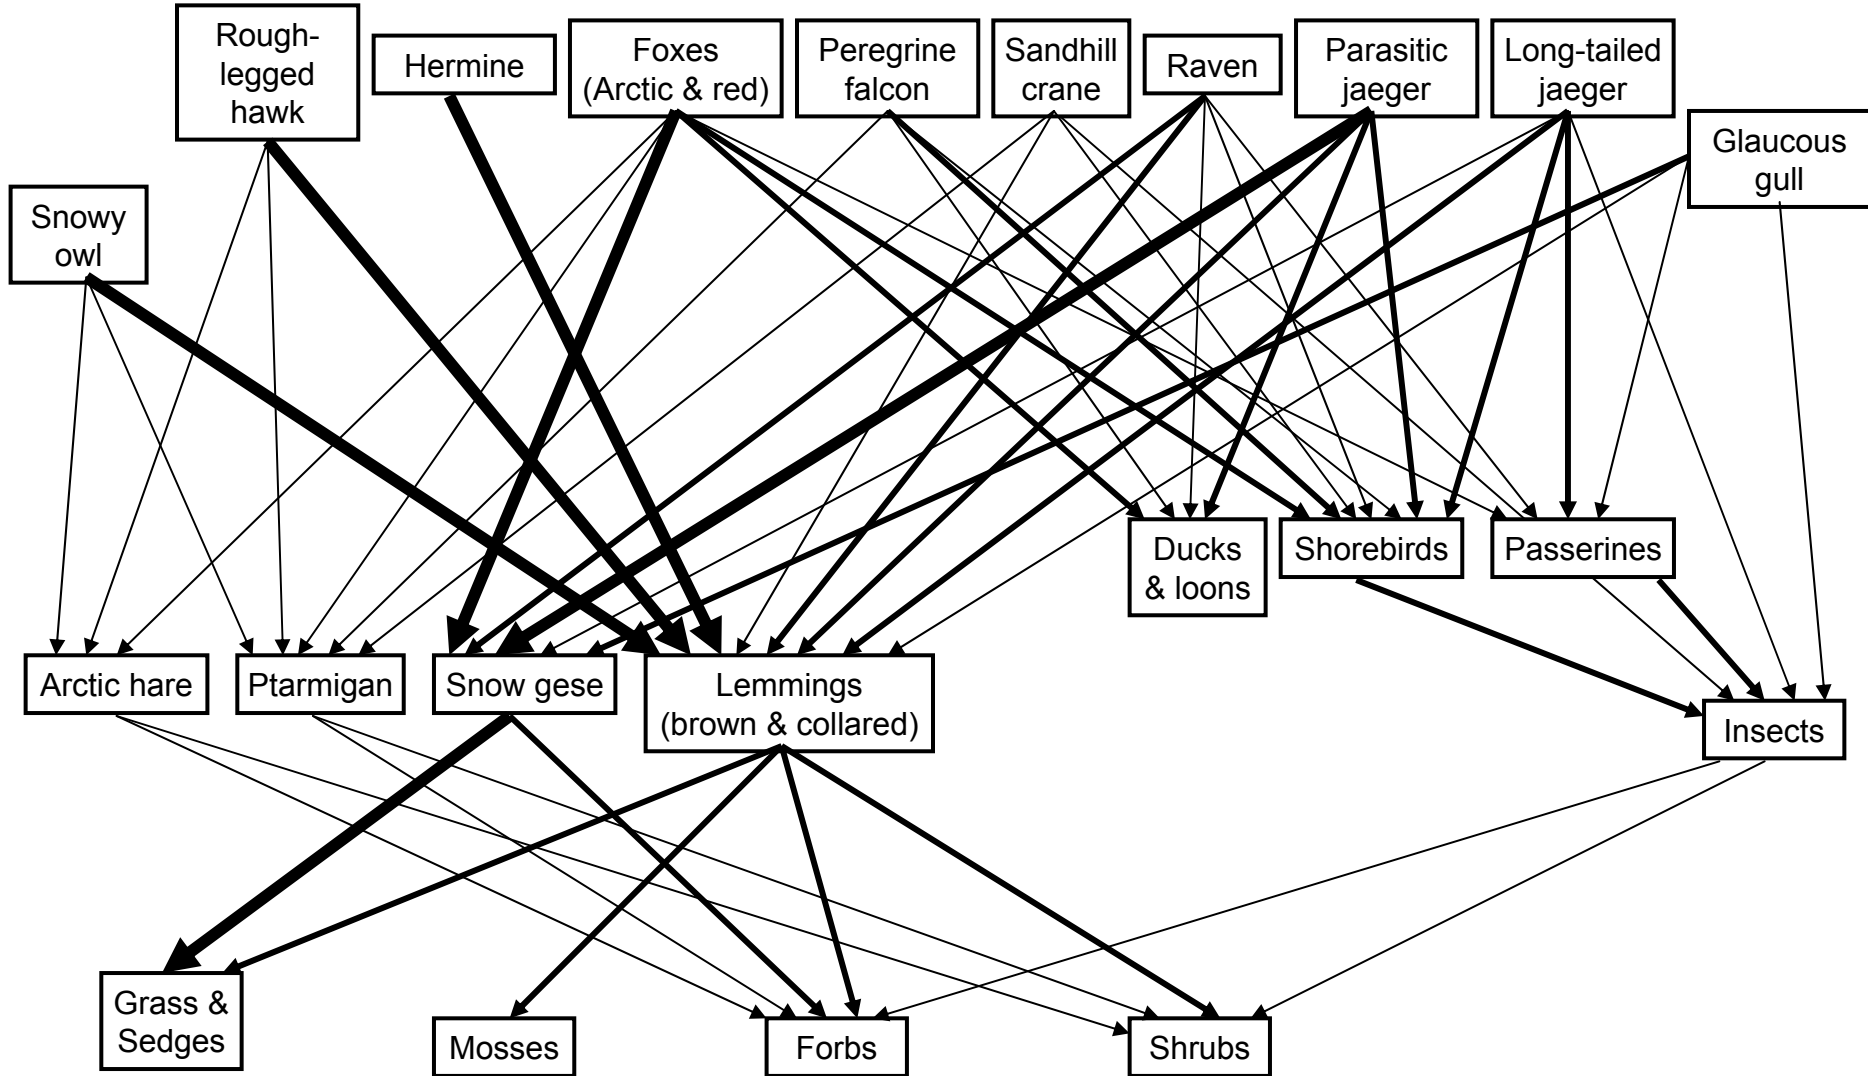 Rough-
legged
hawk
Hermine
Foxes
(Arctic & red)
Peregrine
falcon
Sandhill
crane
Raven
Parasitic
jaeger
Long-tailed
jaeger
Glaucous
gull
Snowy
owl
Ducks
& loons
Shorebirds
Passerines
Arctic hare
Ptarmigan
Snow gese
Lemmings
(brown & collared)
Insects
Grass &
Sedges
Mosses
Forbs
Shrubs